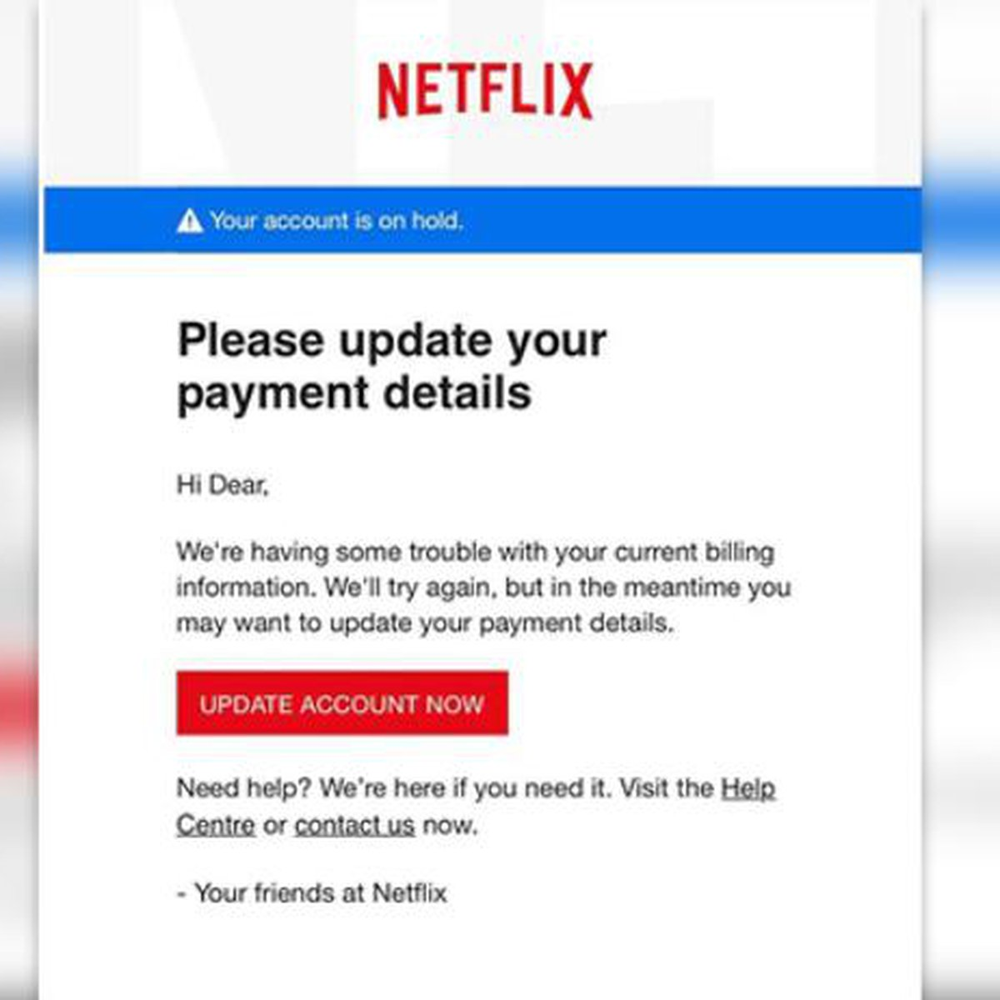 NETFLIX
Your account is on hold.
Please update your
payment details
Hi Dear,
We're having some trouble with your current billing
information. We'll try again, but in the meantime you
may want to update your payment details.
UPDATE ACCOUNT NOW
Need help? We're here if you need it. Visit the Help
Centre or contact us now.
- Your friends at Netflix